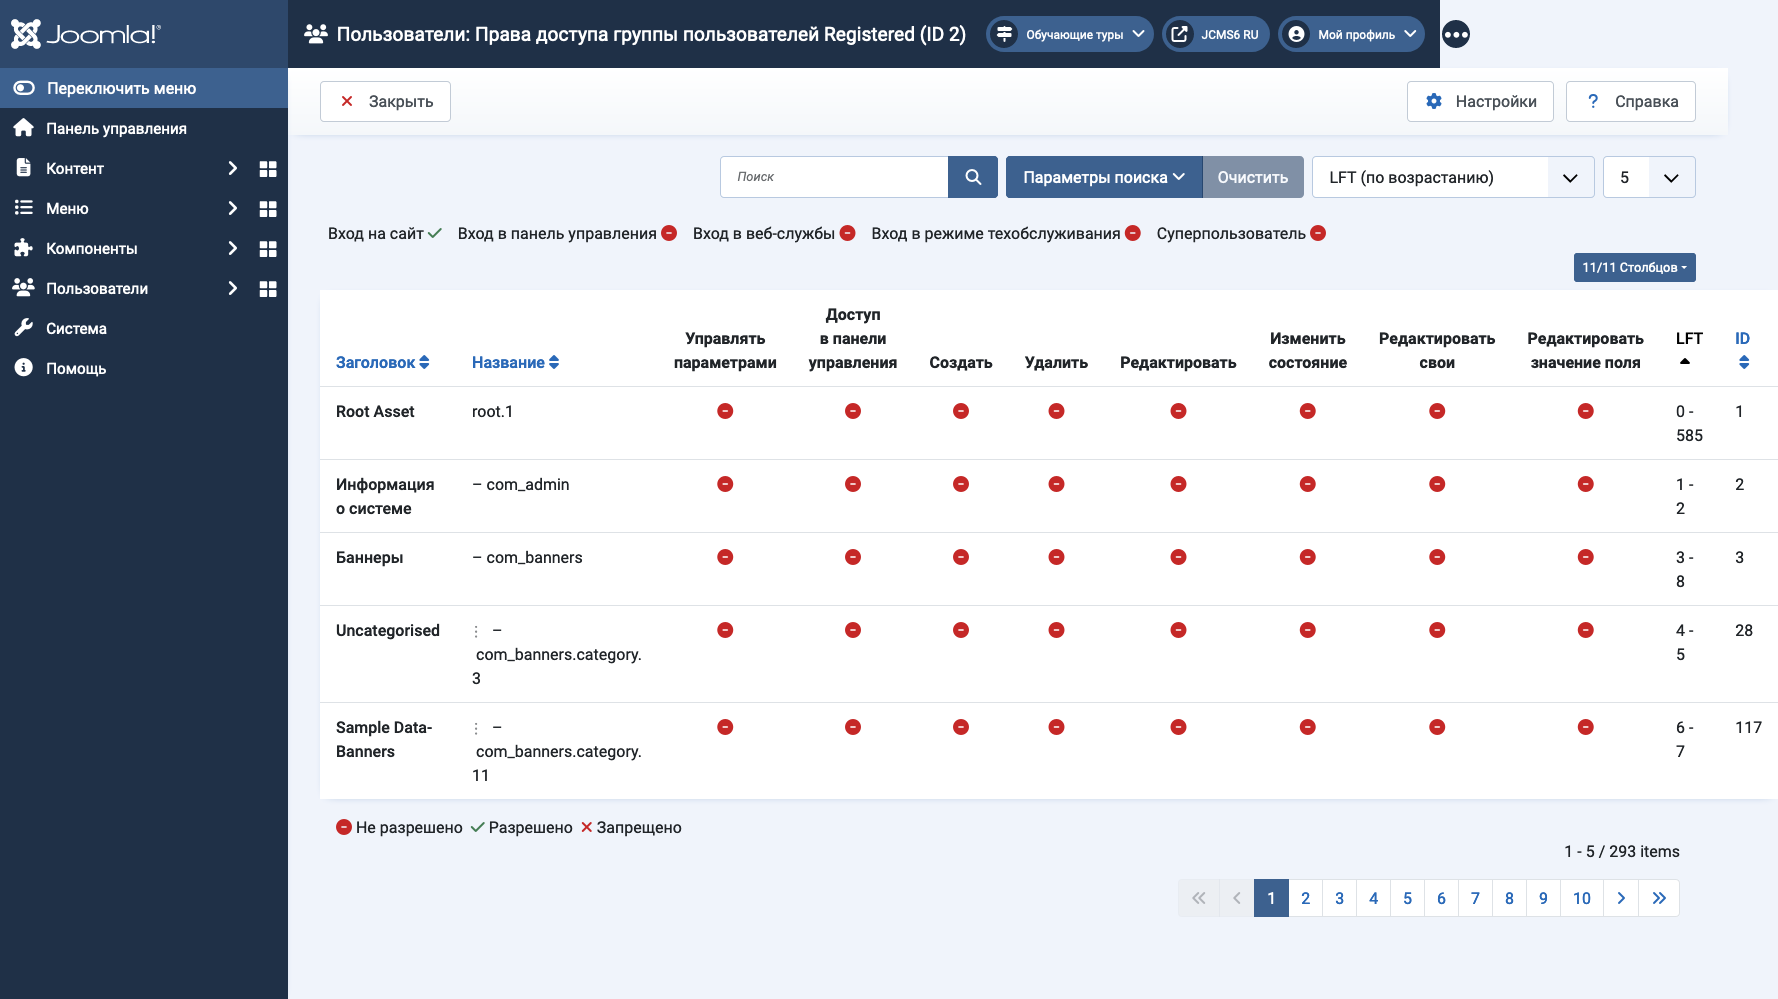 Joomla!®
Пользователи: Права доступа группы пользователей Registered (ID 2)
Обучающие туры
JCMS6 RU
Мой профиль
Переключить меню
Панель управления
Контент
Меню
Компоненты
Пользователи
Система
Помощь
Закрыть
Настройки
? Справка
Поиск
Параметры поиска
Очистить
LFT (по возрастанию)
5
Вход на сайт Вход в панель управления Вход в веб-службы Вход в режиме техобслуживания Суперпользователь
11/11 Столбцов
Заголовок
Название
Управлять
параметрами
Доступ
в панели
управления
Создать
Удалить
Редактировать
Изменить
состояние
Редактировать
свои
Редактировать
значение поля
LFT
ID
Root Asset
root.1
0 -
585
1
Информация
о системе
– com_admin
1 -
2
2
Баннеры
– com_banners
3 -
8
3
Uncategorised
⋮ –
com_banners.category.
3
4 -
5
28
Sample Data-
Banners
⋮ –
com_banners.category.
11
6 -
7
117
Не разрешено Разрешено Запрещено
1 - 5 / 293 items
1 2 3 4 5 6 7 8 9 10